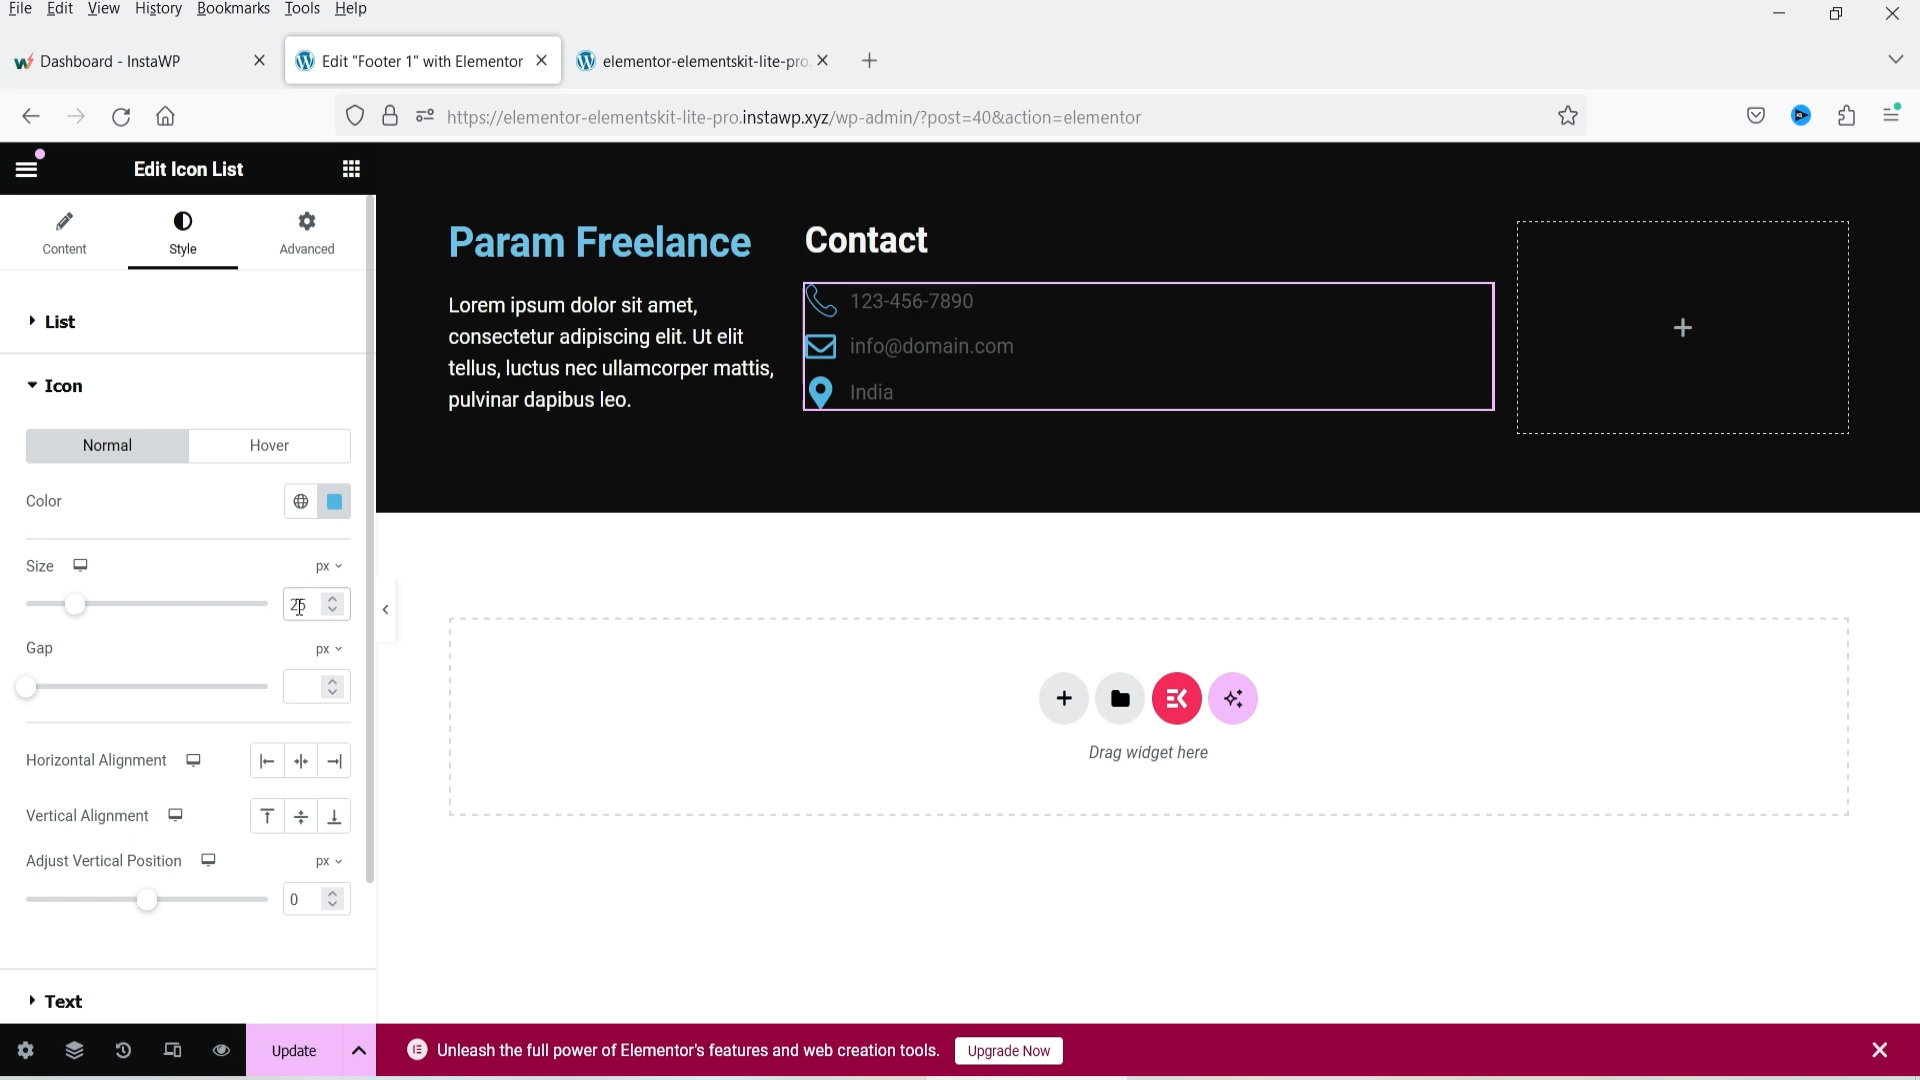 File Edit View History Bookmarks Tools Help
Dashboard - InstaWP
Edit "Footer 1" with Elementor
elementor-elementskit-lite-pro.
https://elementor-elementskit-lite-pro.instawp.xyz/wp-admin/?post=40&action=elementor
Edit Icon List
Content
Style
Advanced
List
Icon
Normal
Hover
Color
Size
px
25
Gap
px
Horizontal Alignment
Vertical Alignment
Adjust Vertical Position
px
0
Text
Update
Param Freelance
Lorem ipsum dolor sit amet,
consectetur adipiscing elit. Ut elit
tellus, luctus nec ullamcorper mattis,
pulvinar dapibus leo.
Contact
123-456-7890
info@domain.com
India
Drag widget here
Unleash the full power of Elementor's features and web creation tools.
Upgrade Now